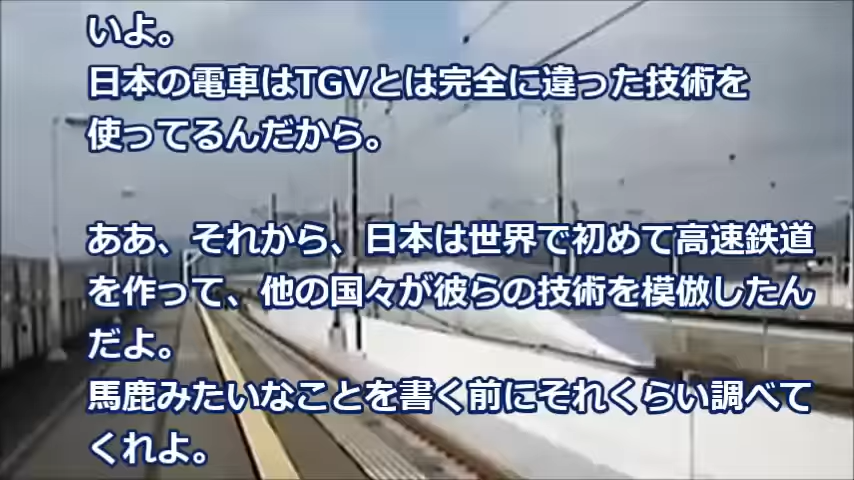 いよ。
日本の電車はTGVとは完全に違った技術を
使ってるんだから。
ああ、それから、日本は世界で初めて高速鉄道
を作って、他の国々が彼らの技術を模倣したん
だよ。
馬鹿みたいなことを書く前にそれくらい調べて
くれよ。